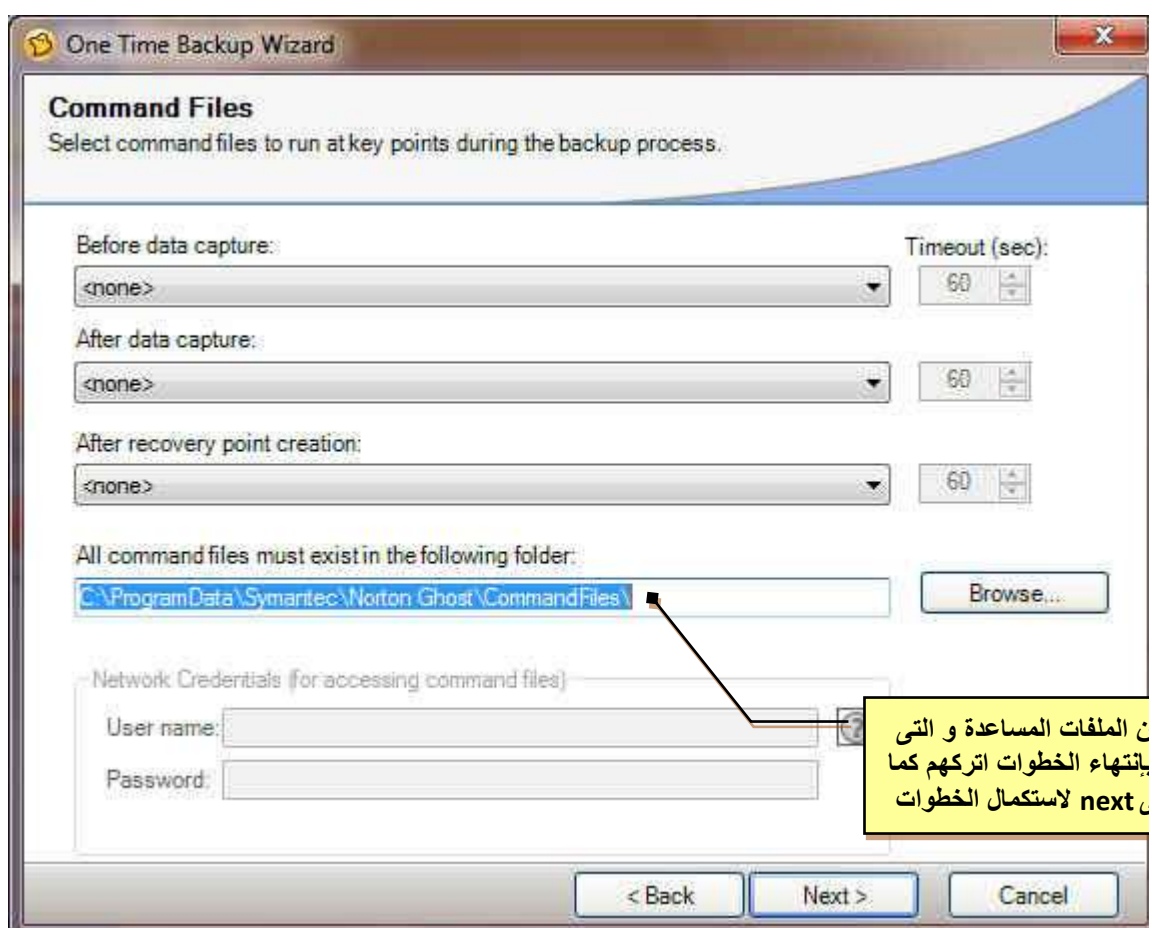 One Time Backup Wizard
Command Files
Select command files to run at key points during the backup process.
Before data capture:
Timeout (sec):
<none>
60
After data capture:
<none>
60
After recovery point creation:
<none>
60
All command files must exist in the following folder:
C:\ProgramData\Symantec\Norton Ghost\CommandFiles\
Browse...
Network Credentials (for accessing command files)
User name:
?
Password:
الملفات المساعدة و التى
بإنتهاء الخطوات اتركهم كما
next لاستكمال الخطوات
< Back
Next >
Cancel